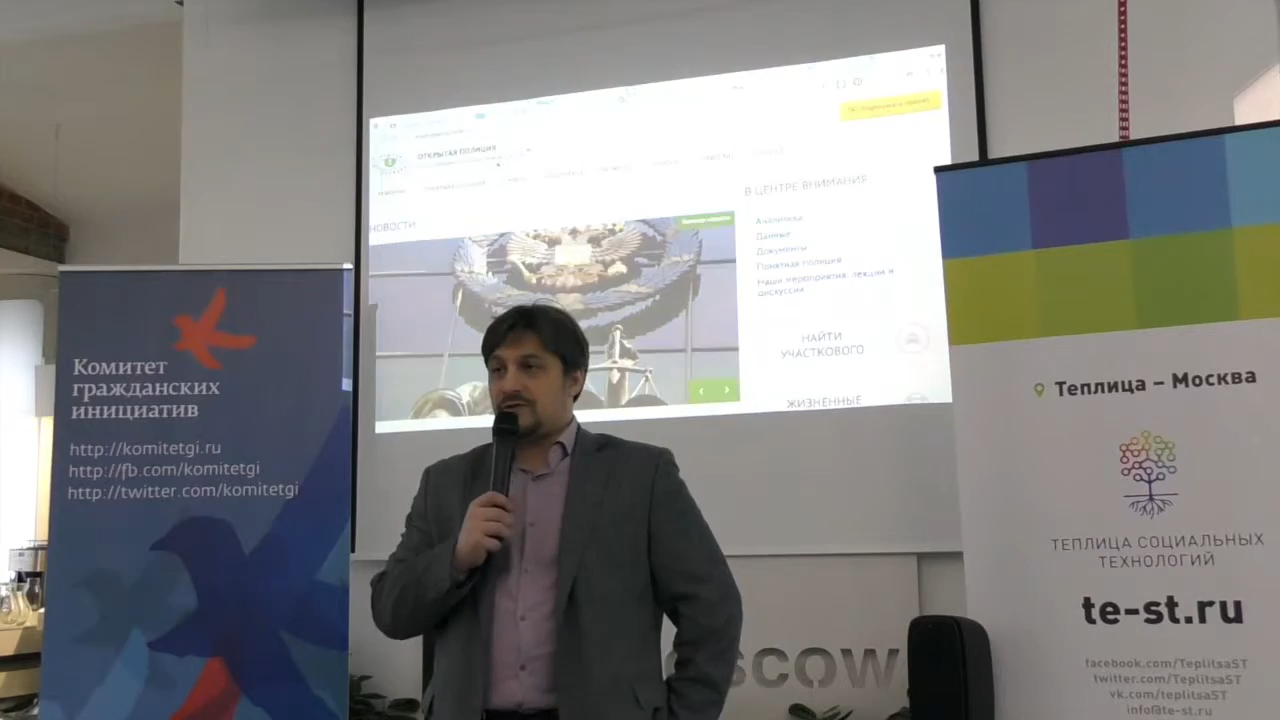 Комитет
гражданских
инициатив
http://komitetgi.ru
http://fb.com/komitetgi
http://twitter.com/komitetgi
ОТКРЫТАЯ ПОЛИЦИЯ
НОВОСТИ
В ЦЕНТРЕ ВНИМАНИЯ
Аналитика
Данные
Документы
Понятная полиция
Наши мероприятия: лекции и
дискуссии
НАЙТИ
УЧАСТКОВОГО
ЖИЗНЕННЫЕ
SCOW
Теплица – Москва
ТЕПЛИЦА СОЦИАЛЬНЫХ
ТЕХНОЛОГИЙ
te-st.ru
facebook.com/TeplitsaST
twitter.com/TeplitsaST
vk.com/teplitsaST
info@te-st.ru